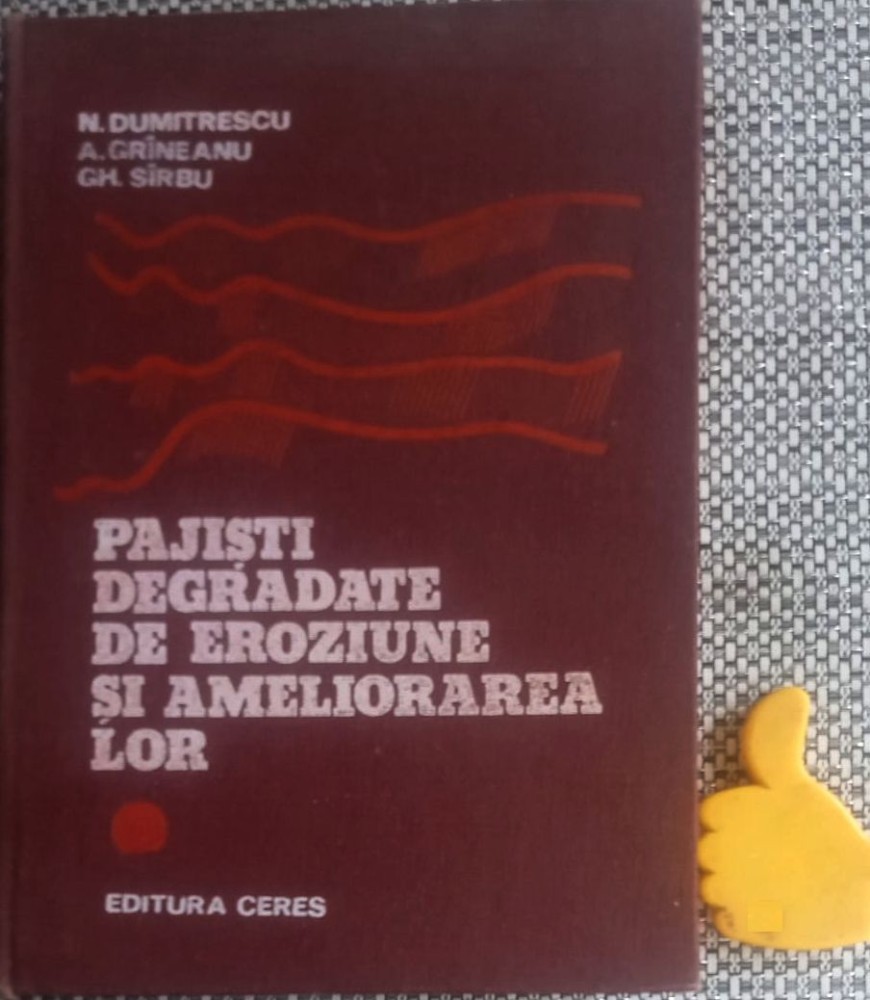 N. DUMITRESCU
A. GRÎNEANU
GH. SÎRBU
PAJIȘTI
DEGRADATE
DE EROZIUNE
ȘI AMELIORAREA
LOR
EDITURA CERES